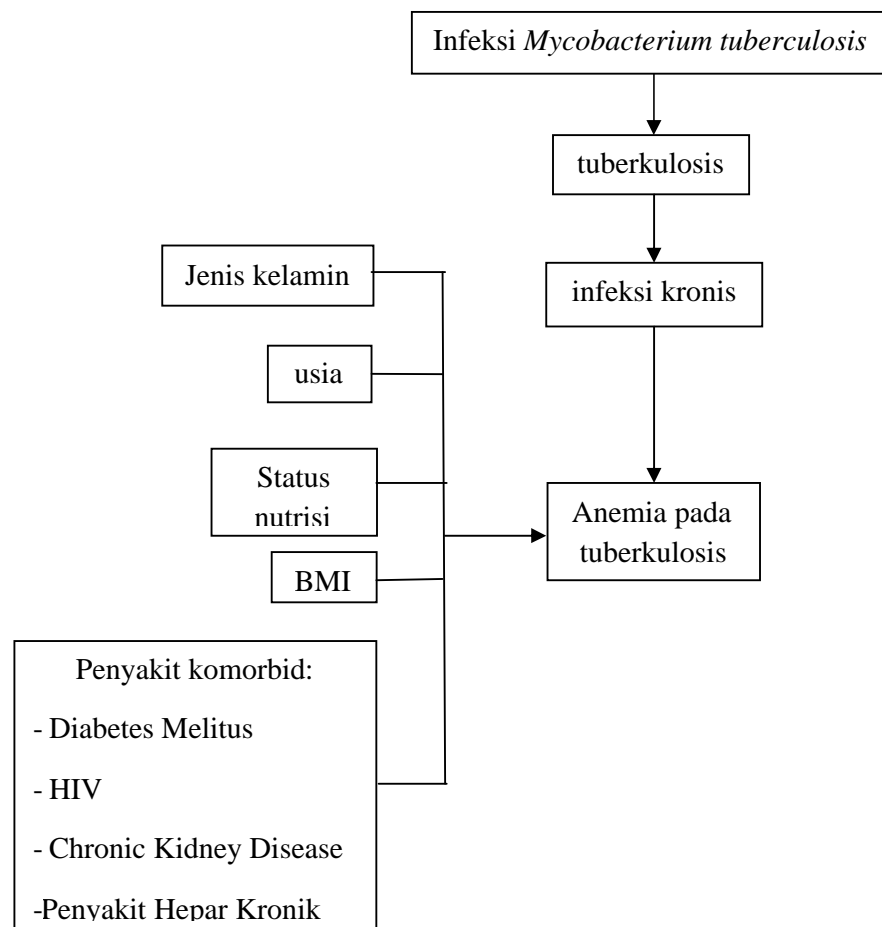 Infeksi Mycobacterium tuberculosis
tuberkulosis
infeksi kronis
Jenis kelamin
usia
Status
nutrisi
BMI
Anemia pada
tuberkulosis
Penyakit komorbid:
- Diabetes Melitus
- HIV
- Chronic Kidney Disease
-Penyakit Hepar Kronik